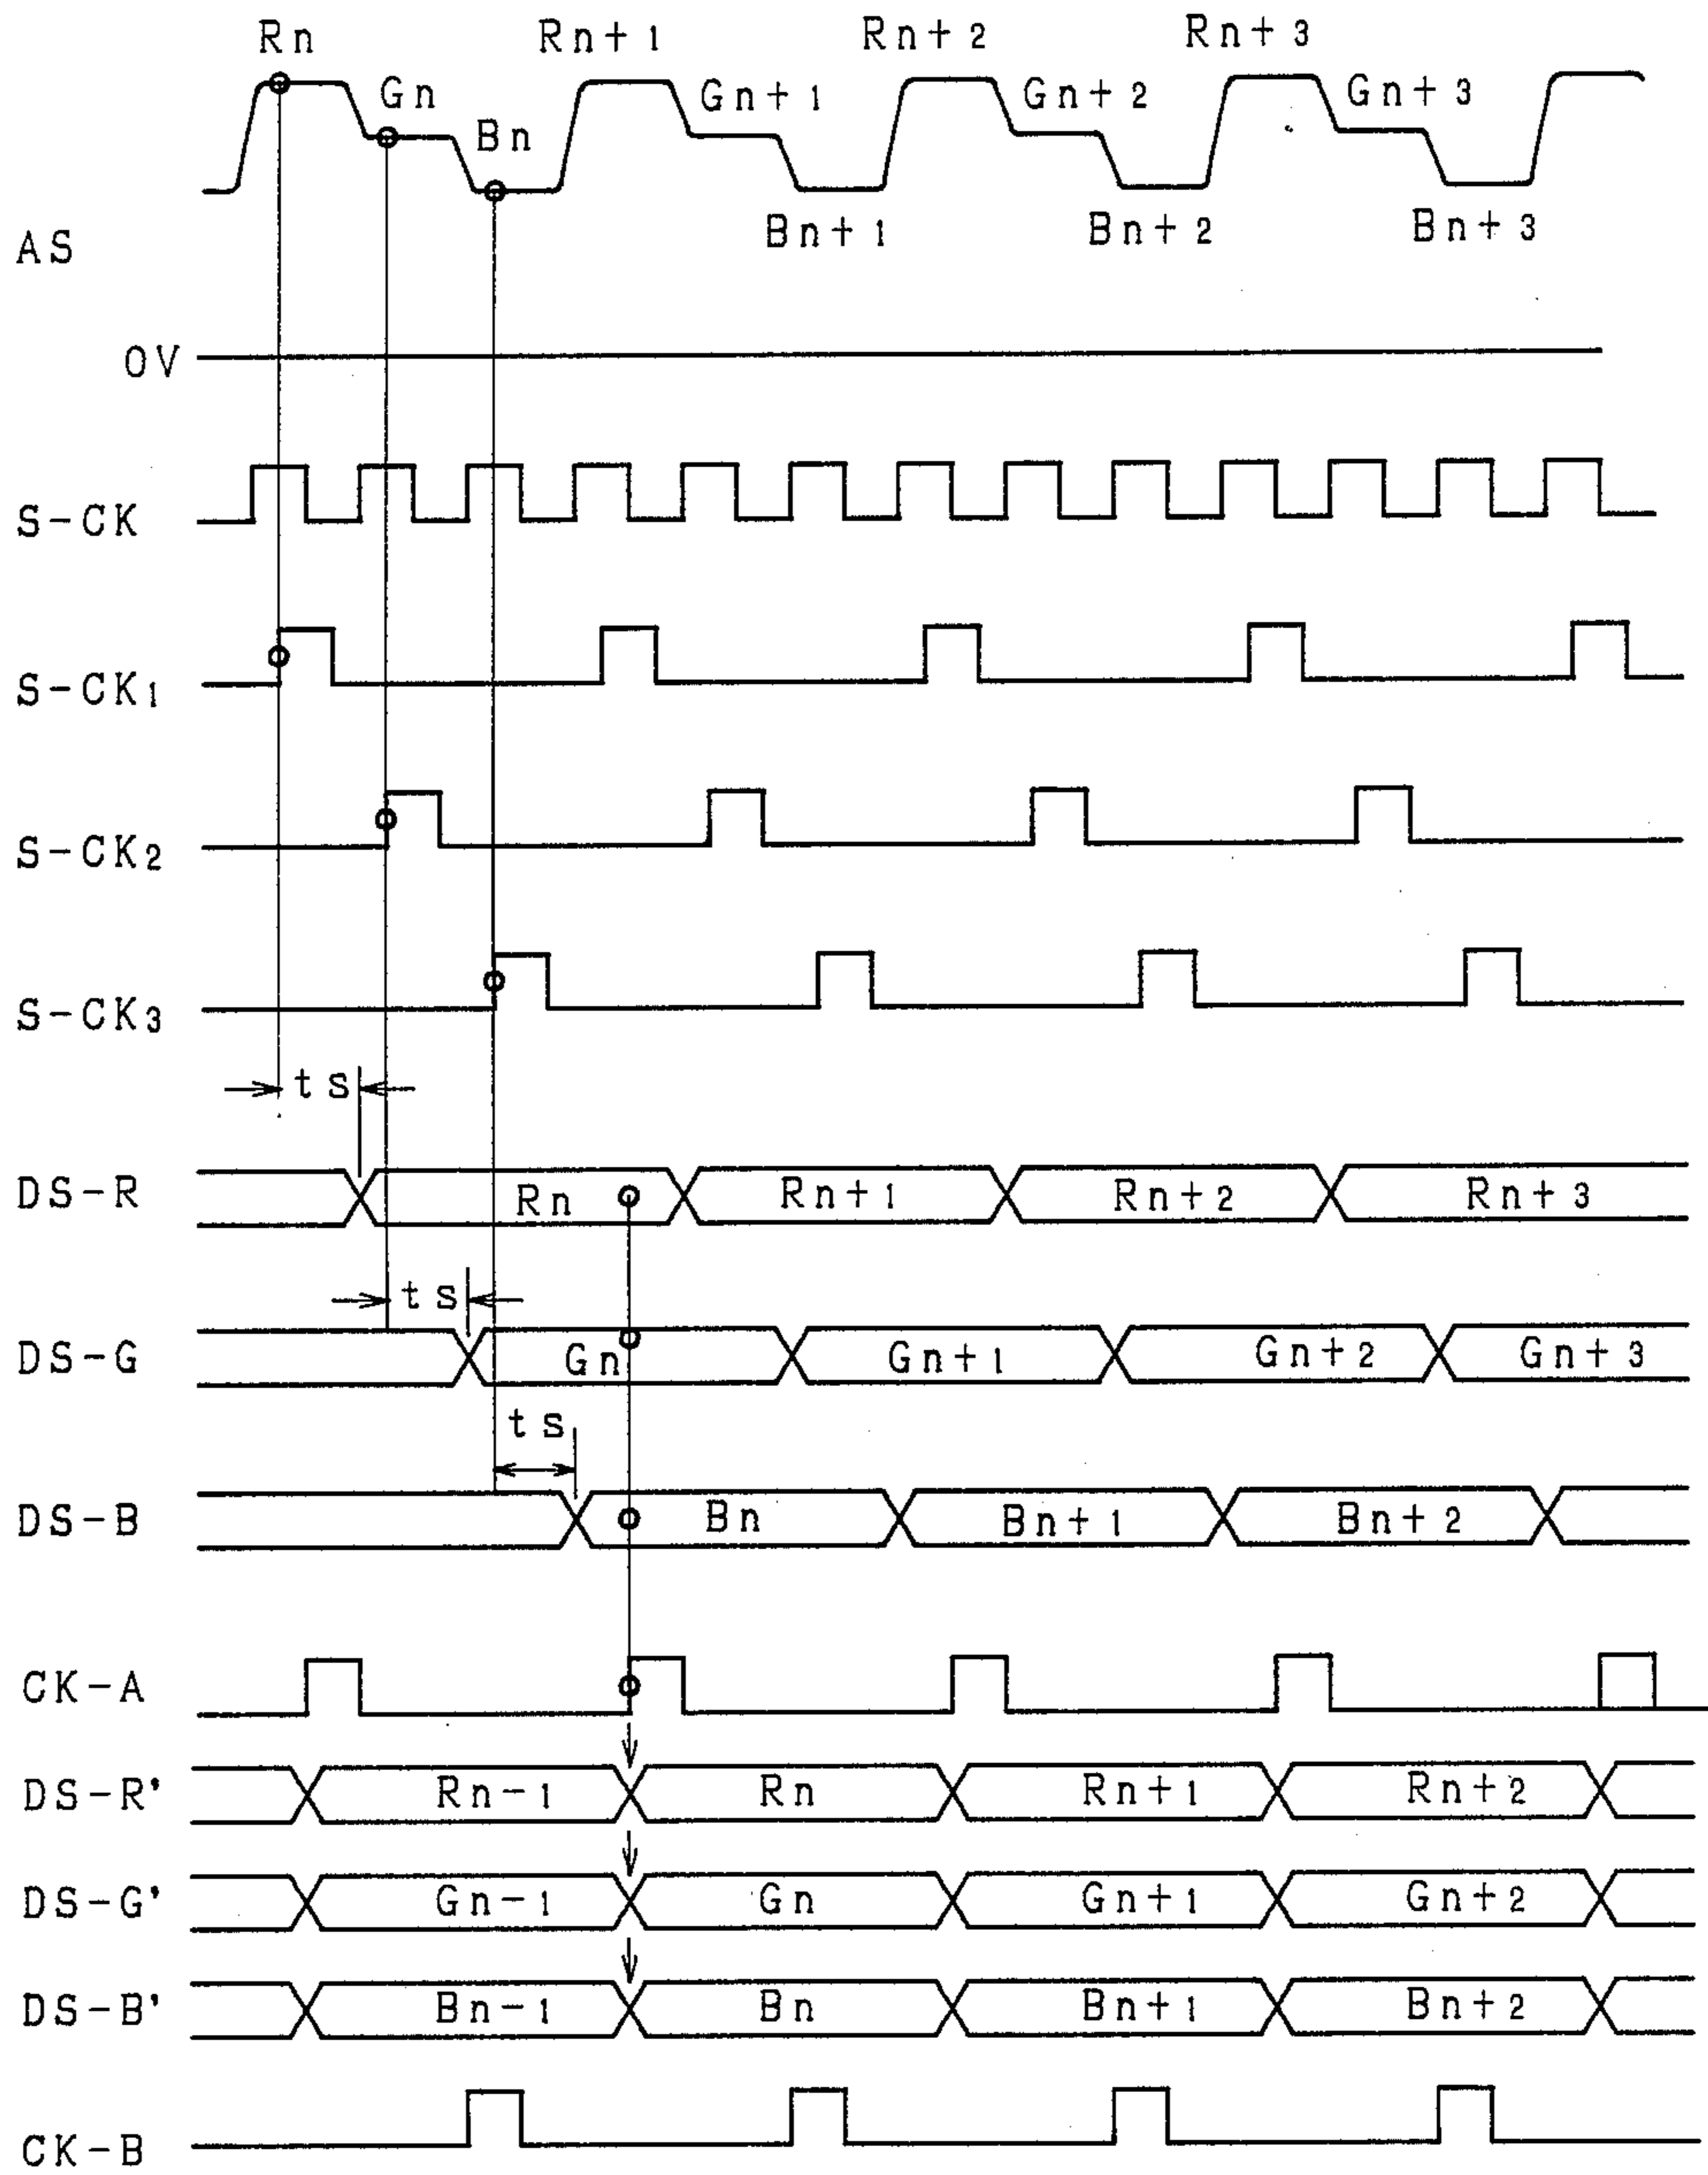 Rn Rn+1 Rn+2 Rn+3
Gn Gn+1 Gn+2 Gn+3
Bn
Bn+1 Bn+2 Bn+3
AS
0V
S-CK
S-CK1
S-CK2
S-CK3
ts
DS-R Rn Rn+1 Rn+2 Rn+3
ts
DS-G Gn Gn+1 Gn+2 Gn+3
ts
DS-B Bn Bn+1 Bn+2
CK-A
DS-R' Rn-1 Rn Rn+1 Rn+2
DS-G' Gn-1 Gn Gn+1 Gn+2
DS-B' Bn-1 Bn Bn+1 Bn+2
CK-B